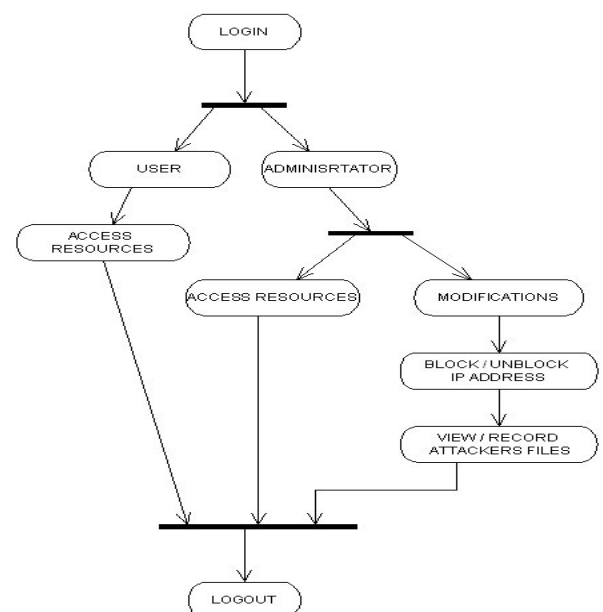 LOGIN
USER
ADMINISRTATOR
ACCESS
RESOURCES
ACCESS RESOURCES
MODIFICATIONS
BLOCK / UNBLOCK
IP ADDRESS
VIEW / RECORD
ATTACKERS FILES
LOGOUT